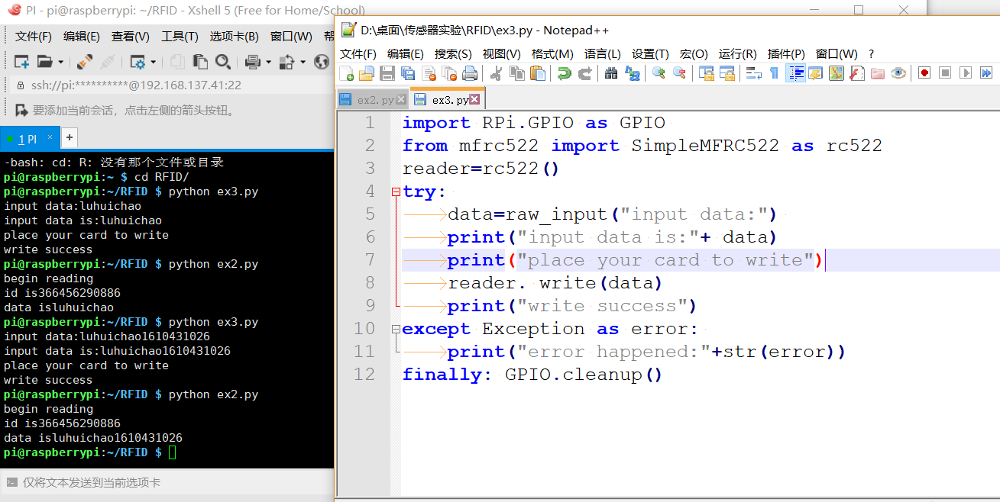 PI - pi@raspberrypi: ~/RFID - Xshell 5 (Free for Home/School)
文件(F) 编辑(E) 查看(V) 工具(T) 选项卡(B) 窗口(W) 帮
ssh://pi:**********@192.168.137.41:22
要添加当前会话，点击左侧的箭头按钮。
1 PI × +
-bash: cd: R: 没有那个文件或目录
pi@raspberrypi:~ $ cd RFID/
pi@raspberrypi:~/RFID $ python ex3.py
input data:luhuichao
input data is:luhuichao
place your card to write
write success
pi@raspberrypi:~/RFID $ python ex2.py
begin reading
id is366456290886
data isluhuichao
pi@raspberrypi:~/RFID $ python ex3.py
input data:luhuichao1610431026
input data is:luhuichao1610431026
place your card to write
write success
pi@raspberrypi:~/RFID $ python ex2.py
begin reading
id is366456290886
data isluhuichao1610431026
pi@raspberrypi:~/RFID $
仅将文本发送到当前选项卡
D:\桌面\传感器实验\RFID\ex3.py - Notepad++
文件(F) 编辑(E) 搜索(S) 视图(V) 格式(M) 语言(L) 设置(T) 宏(O) 运行(R) 插件(P) 窗口(W) ?
ex2.py ex3.py
1 import RPi.GPIO as GPIO
2 from mfrc522 import SimpleMFRC522 as rc522
3 reader=rc522()
4 try:
5 data=raw_input("input data:")
6 print("input data is:"+ data)
7 print("place your card to write")
8 reader. write(data)
9 print("write success")
10 except Exception as error:
11 print("error happened:"+str(error))
12 finally: GPIO.cleanup()